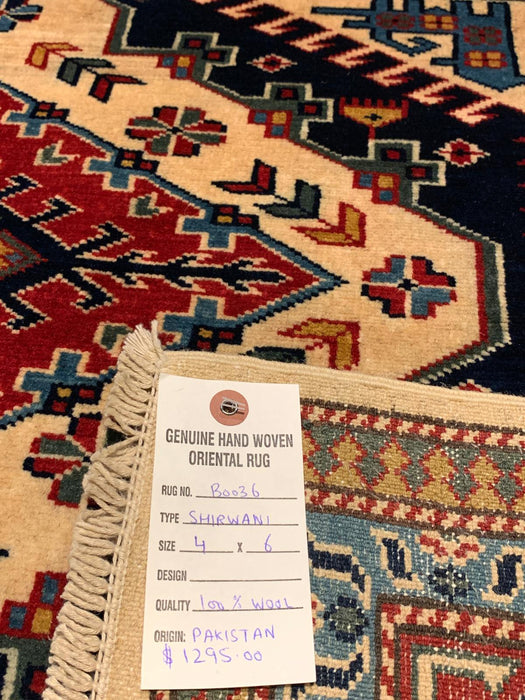 GENUINE HAND WOVEN
ORIENTAL RUG
RUG NO. B0036
TYPE SHIRWANI
SIZE 4 x 6
DESIGN
QUALITY 100 % WOOL
ORIGIN: PAKISTAN
$ 1295.00